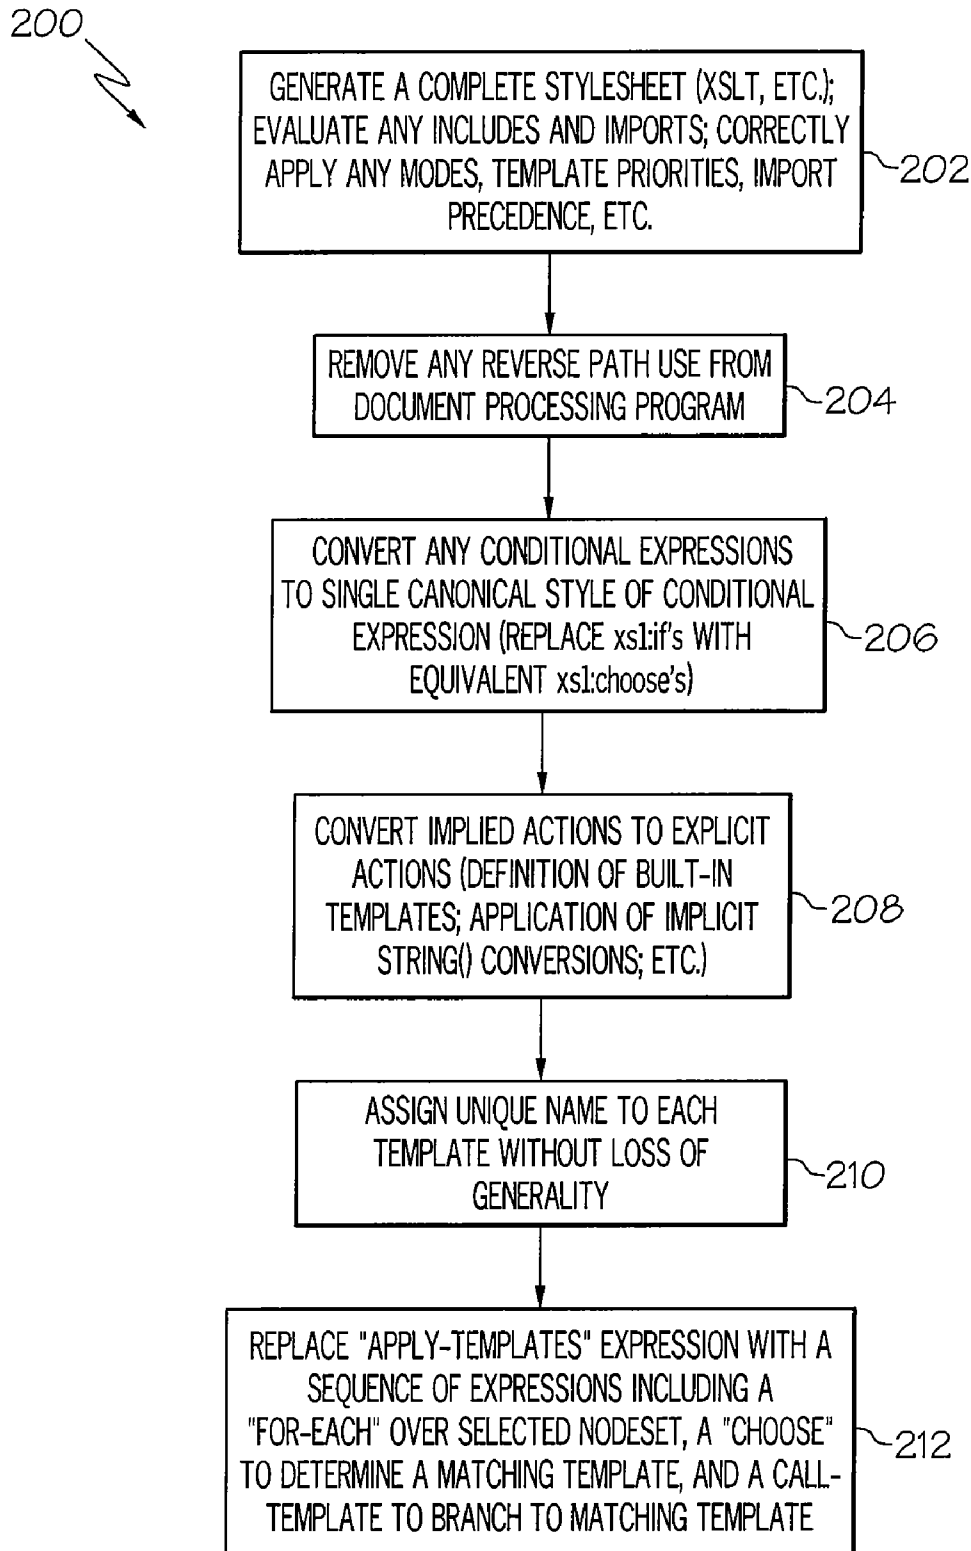 200
GENERATE A COMPLETE STYLESHEET (XSLT, ETC.);
EVALUATE ANY INCLUDES AND IMPORTS; CORRECTLY
APPLY ANY MODES, TEMPLATE PRIORITIES, IMPORT
PRECEDENCE, ETC.
202
REMOVE ANY REVERSE PATH USE FROM
DOCUMENT PROCESSING PROGRAM
204
CONVERT ANY CONDITIONAL EXPRESSIONS
TO SINGLE CANONICAL STYLE OF CONDITIONAL
EXPRESSION (REPLACE xsl:if's WITH
EQUIVALENT xsl:choose's)
206
CONVERT IMPLIED ACTIONS TO EXPLICIT
ACTIONS (DEFINITION OF BUILT-IN
TEMPLATES; APPLICATION OF IMPLICIT
STRING() CONVERSIONS; ETC.)
208
ASSIGN UNIQUE NAME TO EACH
TEMPLATE WITHOUT LOSS OF
GENERALITY
210
REPLACE "APPLY-TEMPLATES" EXPRESSION WITH A
SEQUENCE OF EXPRESSIONS INCLUDING A
"FOR-EACH" OVER SELECTED NODESET, A "CHOOSE"
TO DETERMINE A MATCHING TEMPLATE, AND A CALL-
TEMPLATE TO BRANCH TO MATCHING TEMPLATE
212